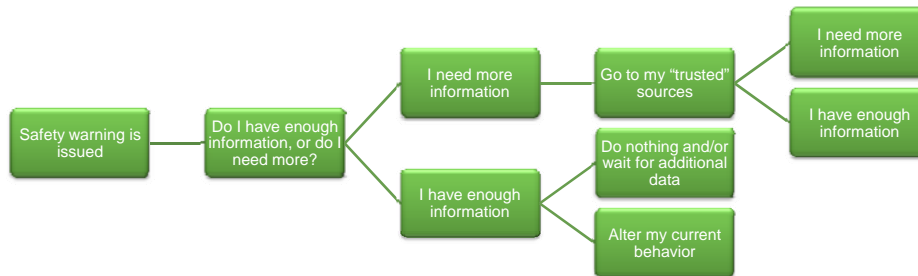 Safety warning is
issued
Do I have enough
information, or do I
need more?
I need more
information
Go to my “trusted”
sources
I need more
information
I have enough
information
I have enough
information
Do nothing and/or
wait for additional
data
Alter my current
behavior